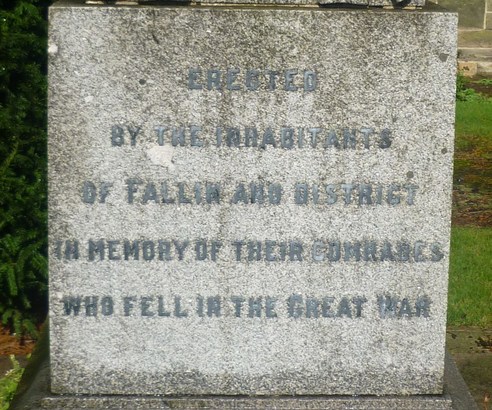 ERECTED
BY THE INHABITANTS
OF FALLIN AND DISTRICT
IN MEMORY OF THEIR COMRADES
WHO FELL IN THE GREAT WAR